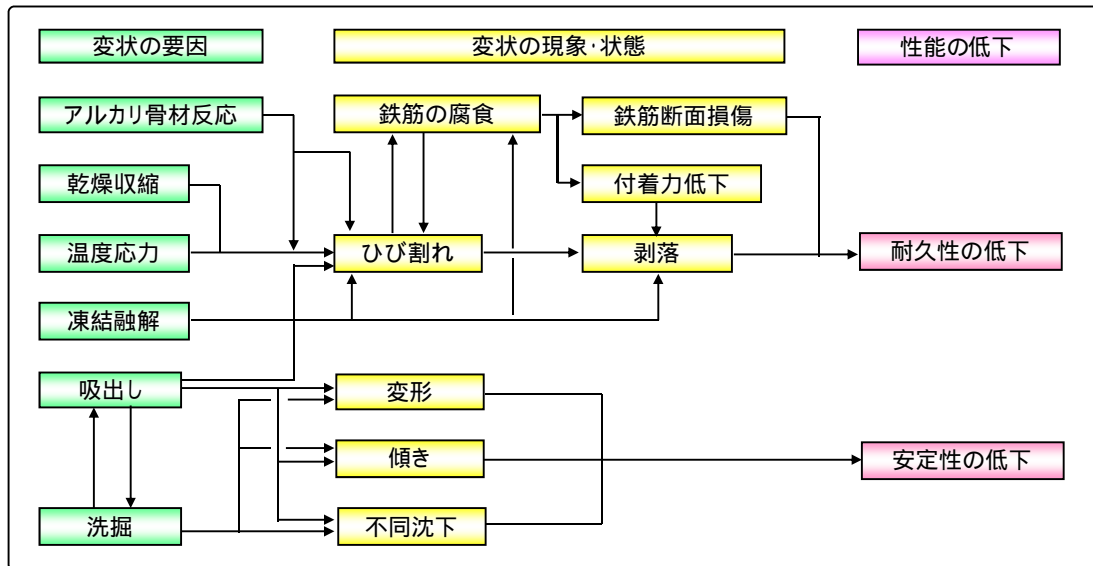 変状の要因
変状の現象・状態
性能の低下
アルカリ骨材反応
鉄筋の腐食
鉄筋断面損傷
乾燥収縮
付着力低下
温度応力
ひび割れ
剥落
耐久性の低下
凍結融解
吸出し
変形
傾き
安定性の低下
洗掘
不同沈下